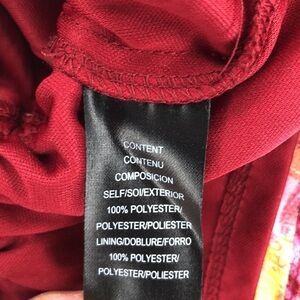 CONTENT
CONTENU
COMPOSICION
SELF/SOI/EXTERIOR
100% POLYESTER/
POLYESTER/POLIESTER
LINING/DOBLURE/FORRO
100% POLYESTER/
POLYESTER/POLIESTER